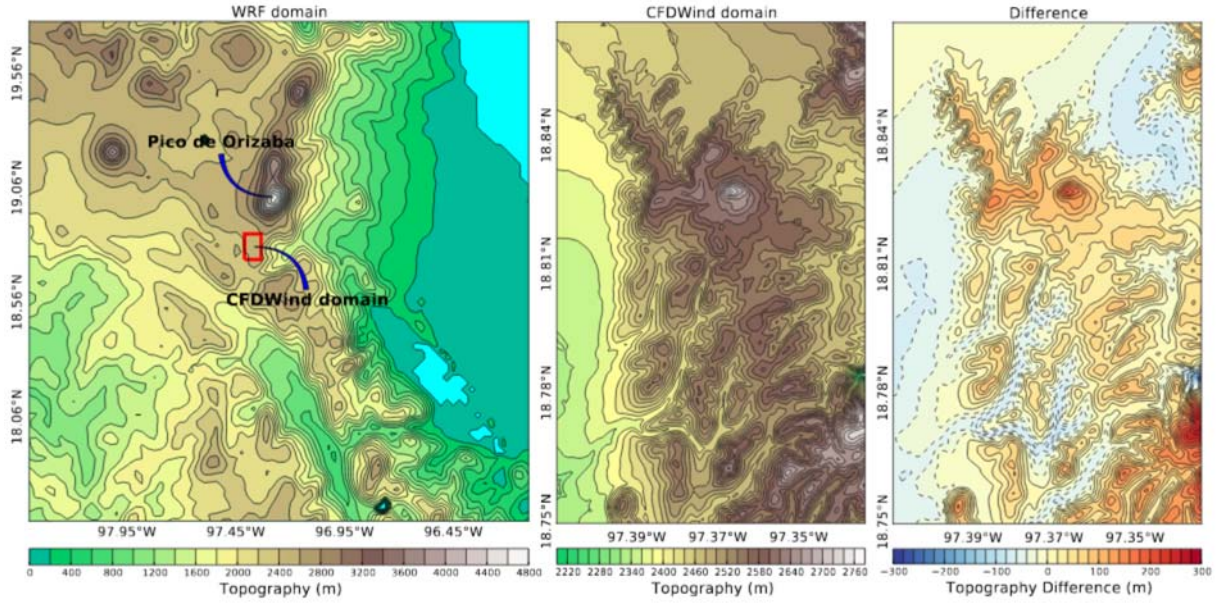 WRF domain
CFDWind domain
Difference
19.56°N
19.06°N
18.56°N
18.06°N
Pico de Orizaba
CFDWind domain
97.95°W 97.45°W 96.95°W 96.45°W
0 400 800 1200 1600 2000 2400 2800 3200 3600 4000 4400 4800
Topography (m)
18.84°N
18.81°N
18.78°N
18.75°N
97.39°W 97.37°W 97.35°W
2220 2280 2340 2400 2460 2520 2580 2640 2700 2760
Topography (m)
18.84°N
18.81°N
18.78°N
18.75°N
97.39°W 97.37°W 97.35°W
−300 −200 −100 0 100 200 300
Topography Difference (m)